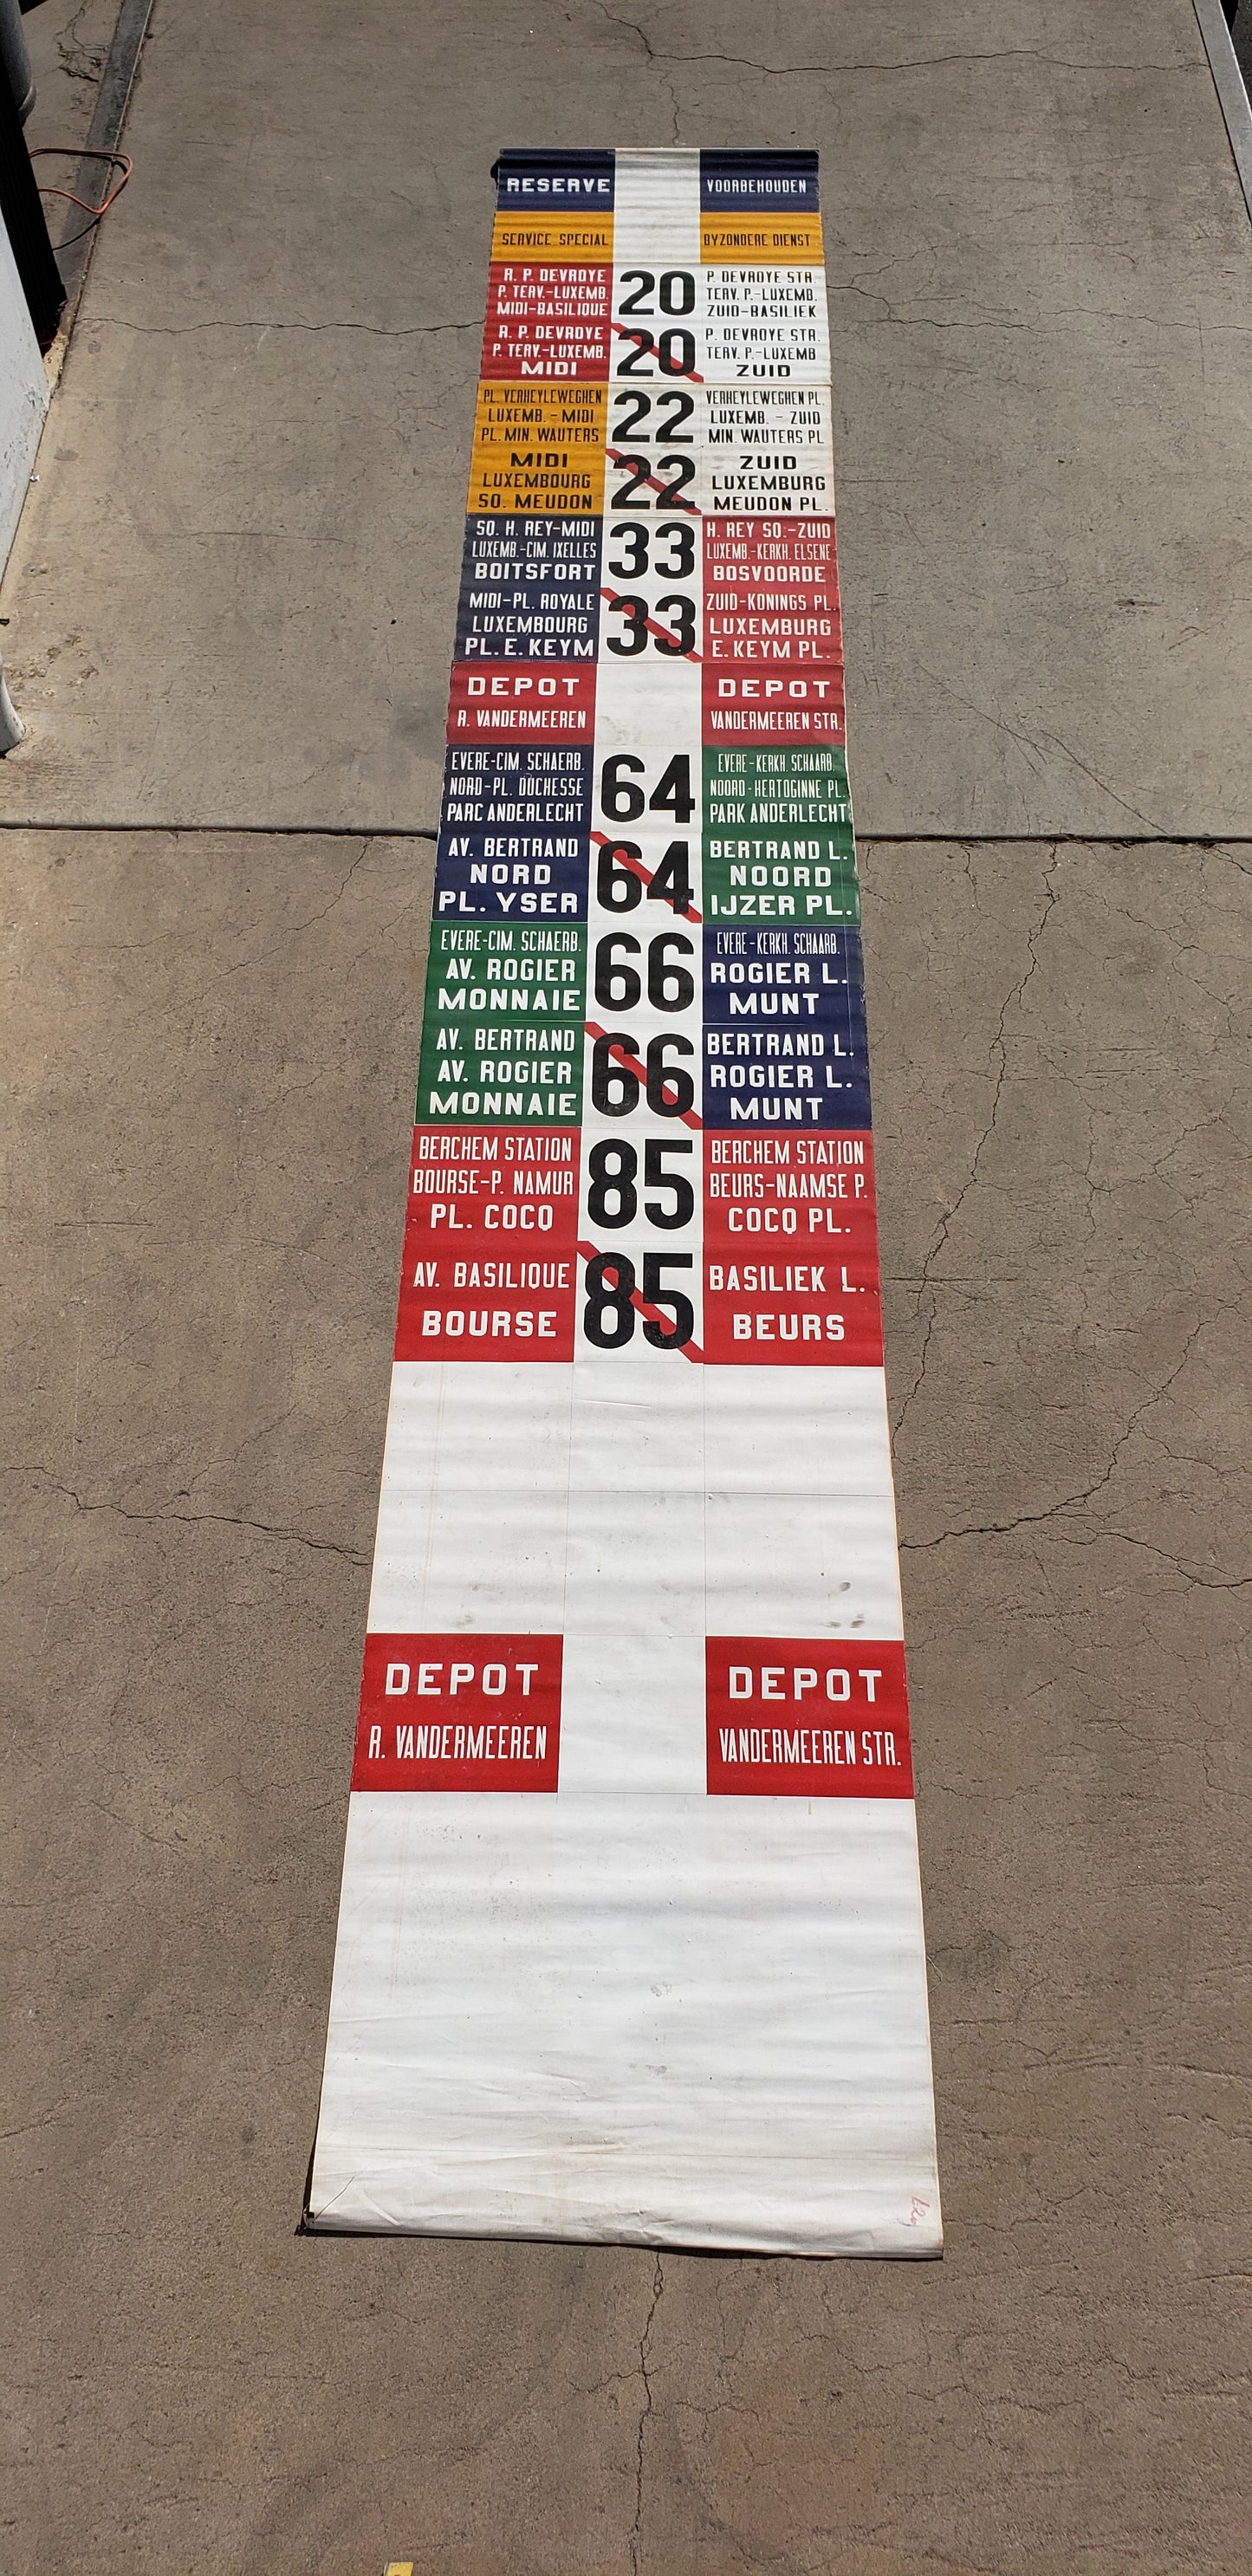 RESERVE VOORBEHOUDEN
SERVICE SPECIAL BYZONDERE DIENST
R. P. DEVROYE
P. TERV.-LUXEMB.
MIDI-BASILIQUE
20
P. DEVROYE STR.
TERV. P.-LUXEMB.
ZUID-BASILIEK
R. P. DEVROYE
P. TERV.-LUXEMB.
MIDI
20
P. DEVROYE STR.
TERV. P.-LUXEMB
ZUID
PL. VERHEYLEWEGHEN
LUXEMB. - MIDI
PL. MIN. WAUTERS
22
VERHEYLEWEGHEN PL.
LUXEMB. - ZUID
MIN. WAUTERS PL
MIDI
LUXEMBOURG
SQ. MEUDON
22
ZUID
LUXEMBURG
MEUDON PL.
SQ. H. REY-MIDI
LUXEMB.-CIM. IXELLES
BOITSFORT
33
H. REY SQ.-ZUID
LUXEMB.-KERKH. ELSENE
BOSVOORDE
MIDI-PL. ROYALE
LUXEMBOURG
PL. E. KEYM
33
ZUID-KONINGS PL.
LUXEMBURG
E. KEYM PL.
DEPOT
R. VANDERMEEREN
DEPOT
VANDERMEEREN STR.
EVERE-CIM. SCHAERB.
NORD-PL. DUCHESSE
PARC ANDERLECHT
64
EVERE-KERKH. SCHAARB.
NOORD-HERTOGINNE PL.
PARK ANDERLECHT
AV. BERTRAND
NORD
PL. YSER
64
BERTRAND L.
NOORD
IJZER PL.
EVERE-CIM. SCHAERB.
AV. ROGIER
MONNAIE
66
EVERE-KERKH. SCHAARB.
ROGIER L.
MUNT
AV. BERTRAND
AV. ROGIER
MONNAIE
66
BERTRAND L.
ROGIER L.
MUNT
BERCHEM STATION
BOURSE-P. NAMUR
PL. COCQ
85
BERCHEM STATION
BEURS-NAAMSE P.
COCQ PL.
AV. BASILIQUE
BOURSE
85
BASILIEK L.
BEURS
DEPOT
R. VANDERMEEREN
DEPOT
VANDERMEEREN STR.